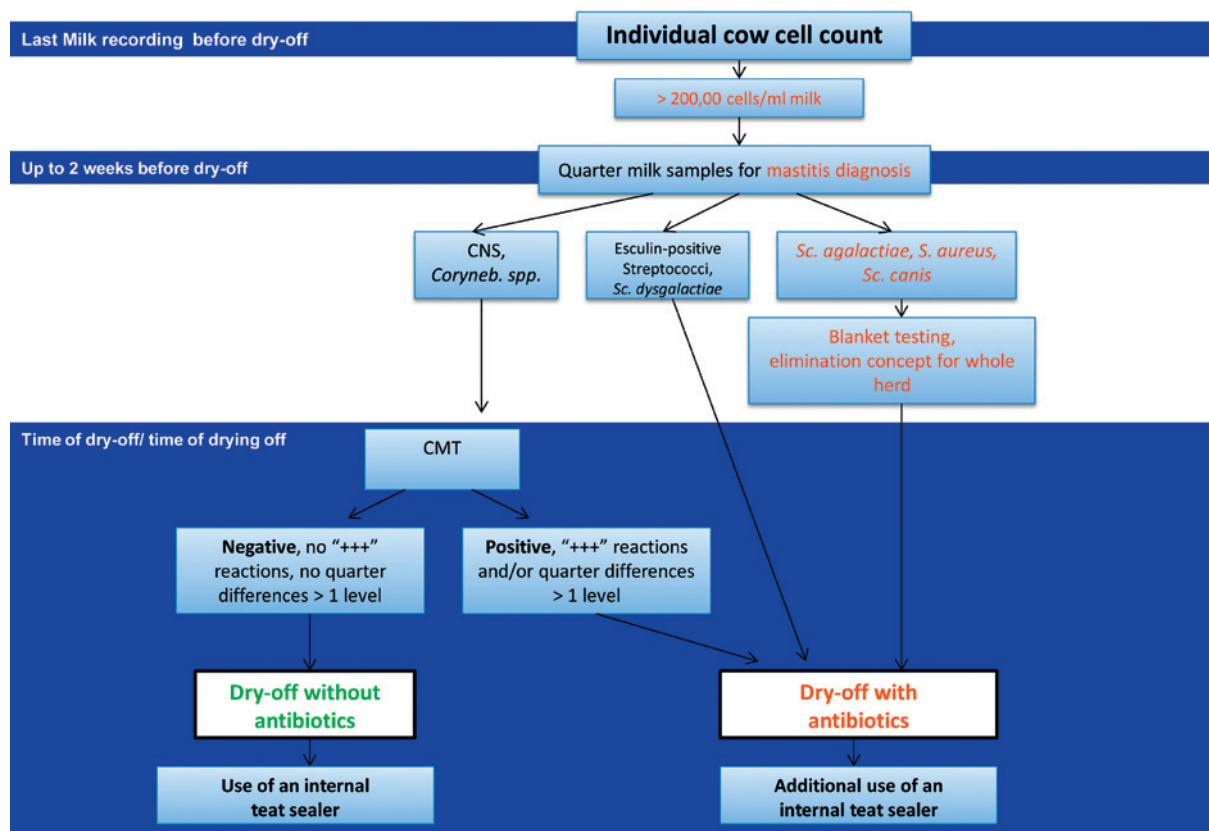 Last Milk recording before dry-off
Individual cow cell count
> 200,00 cells/ml milk
Up to 2 weeks before dry-off
Quarter milk samples for mastitis diagnosis
CNS,
Coryneb. spp.
Esculin-positive
Streptococci,
Sc. dysgalactiae
Sc. agalactiae, S. aureus,
Sc. canis
Blanket testing,
elimination concept for whole
herd
Time of dry-off/ time of drying off
CMT
Negative, no “+++”
reactions, no quarter
differences > 1 level
Positive, “+++” reactions
and/or quarter differences
> 1 level
Dry-off without
antibiotics
Dry-off with
antibiotics
Use of an internal
teat sealer
Additional use of an
internal teat sealer